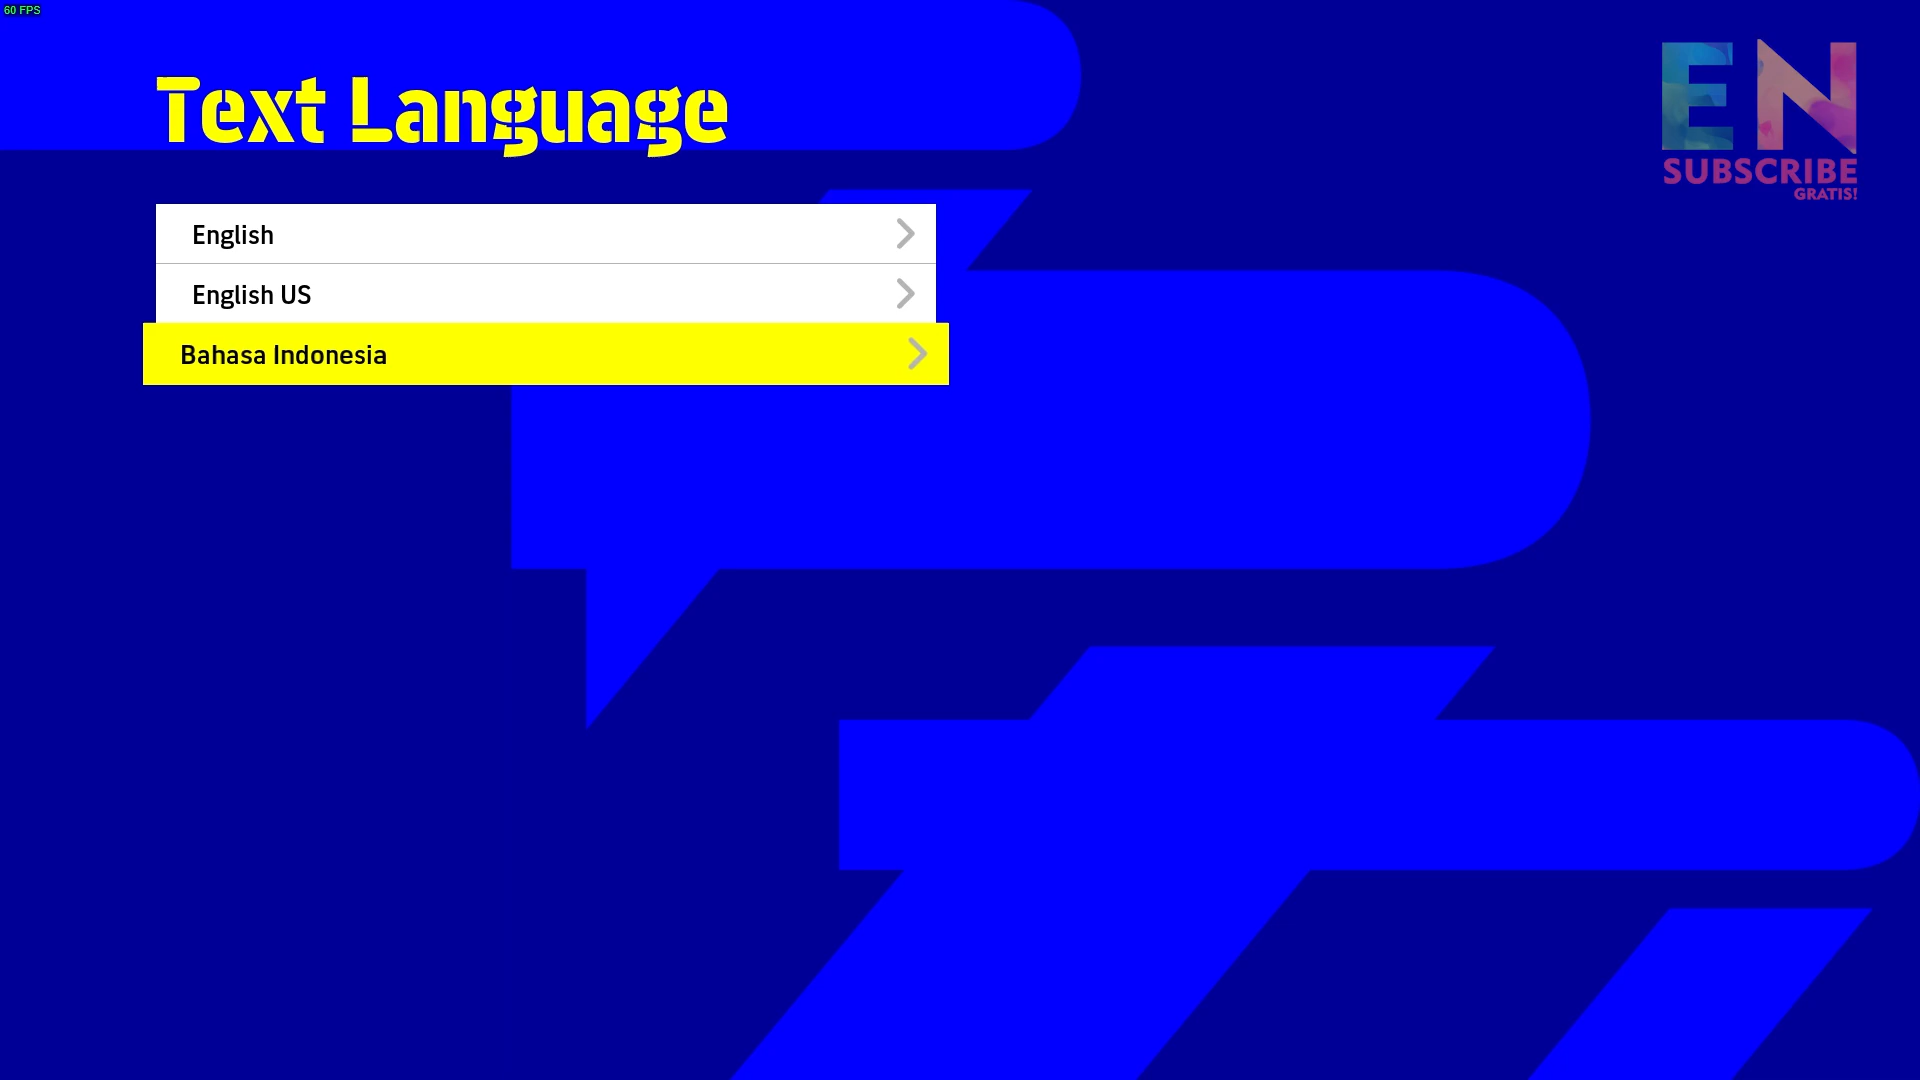 60 FPS
Text Language
EN
SUBSCRIBE
GRATIS!
English
English US
Bahasa Indonesia